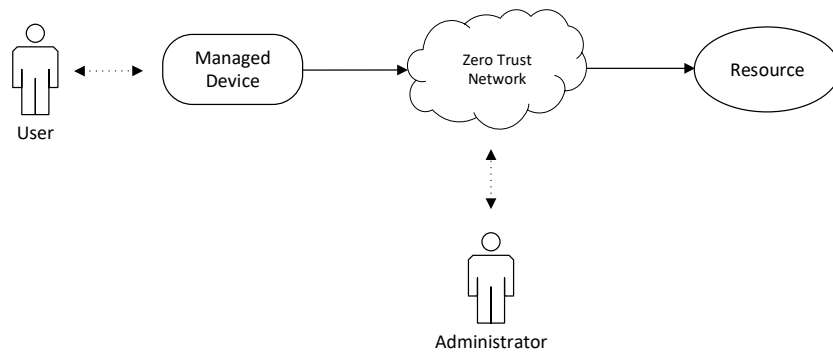 Managed
Device
Zero Trust
Network
Resource
User
Administrator